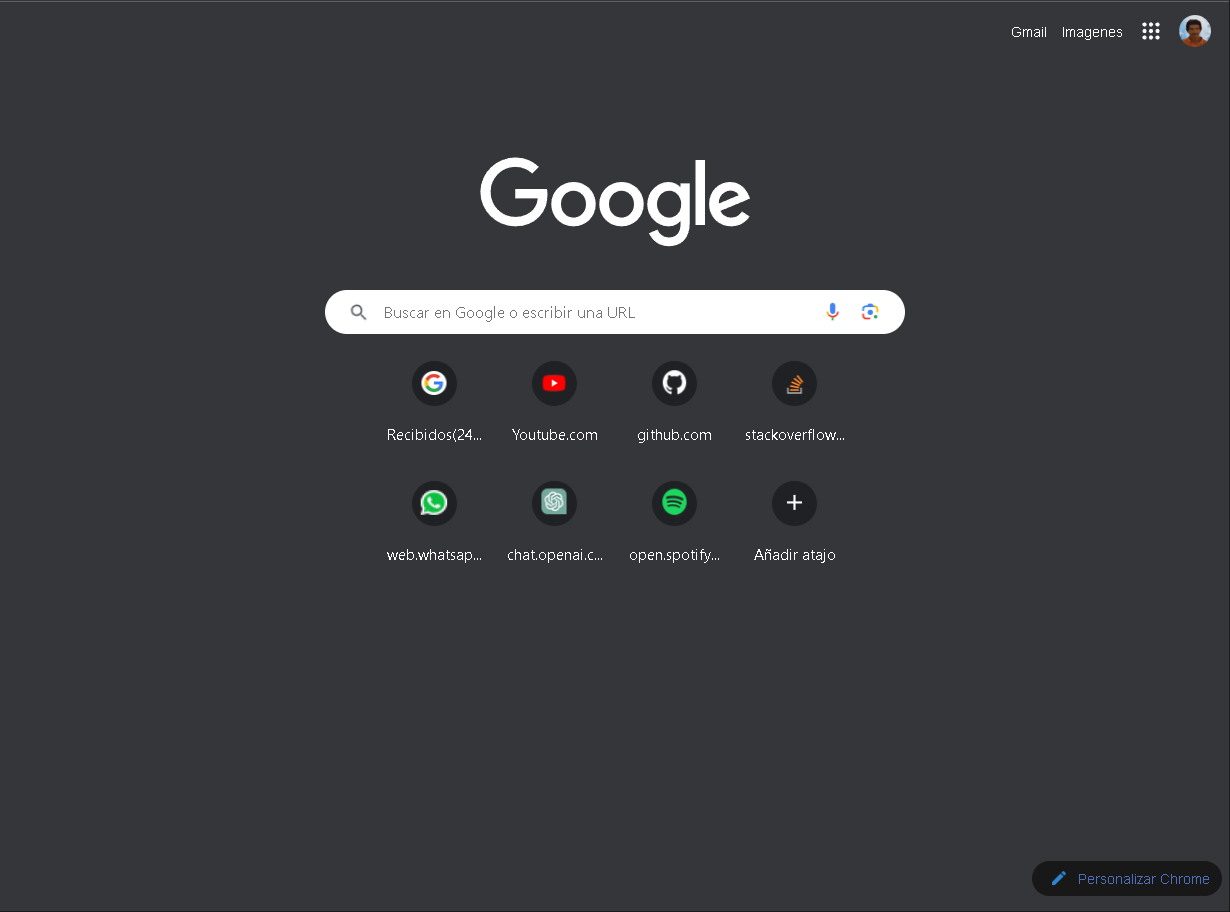 Gmail Imagenes
Google
Buscar en Google o escribir una URL
Recibidos(24... Youtube.com github.com stackoverflow...
web.whatsap... chat.openai.c... open.spotify... Añadir atajo
Personalizar Chrome